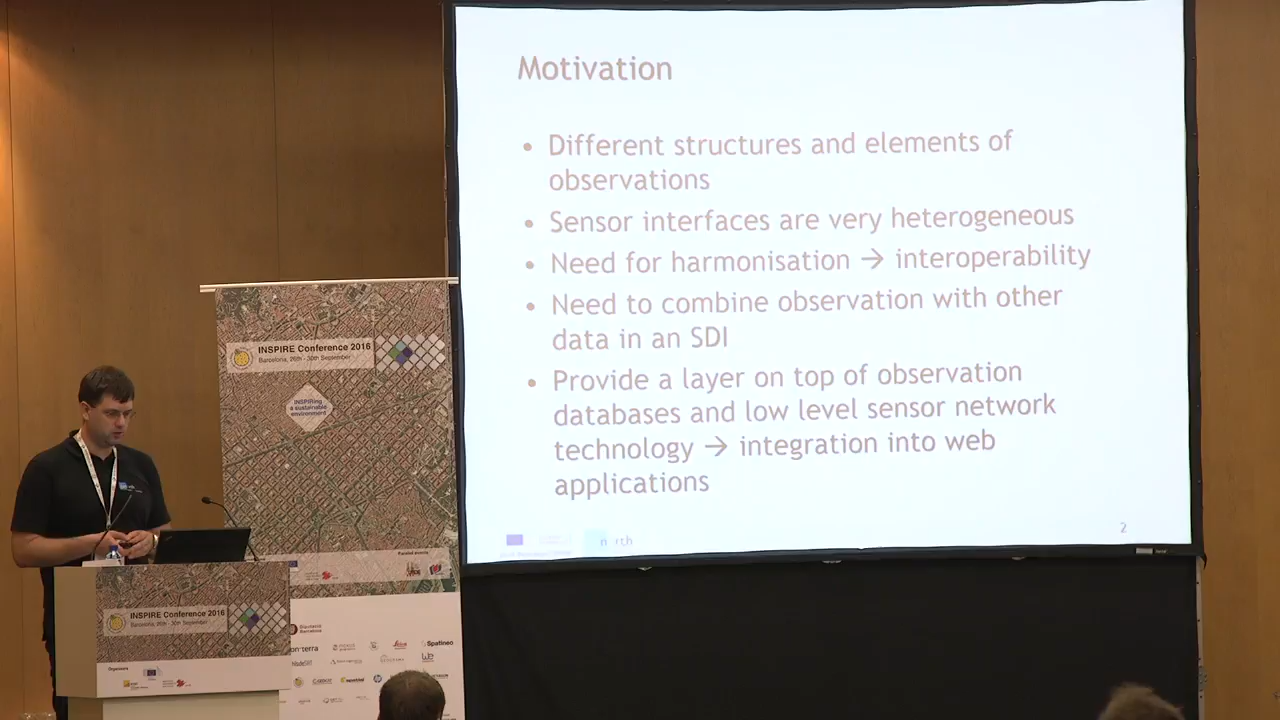 Motivation
• Different structures and elements of
observations
• Sensor interfaces are very heterogeneous
• Need for harmonisation → interoperability
• Need to combine observation with other
data in an SDI
• Provide a layer on top of observation
databases and low level sensor network
technology → integration into web
applications
2
INSPIRE Conference 2016
Barcelona, 26th - 30th September
INSPIRing
a sustainable
environment
INSPIRE Conference 2016
Barcelona, 26th - 30th September
Organisers
Spatineo